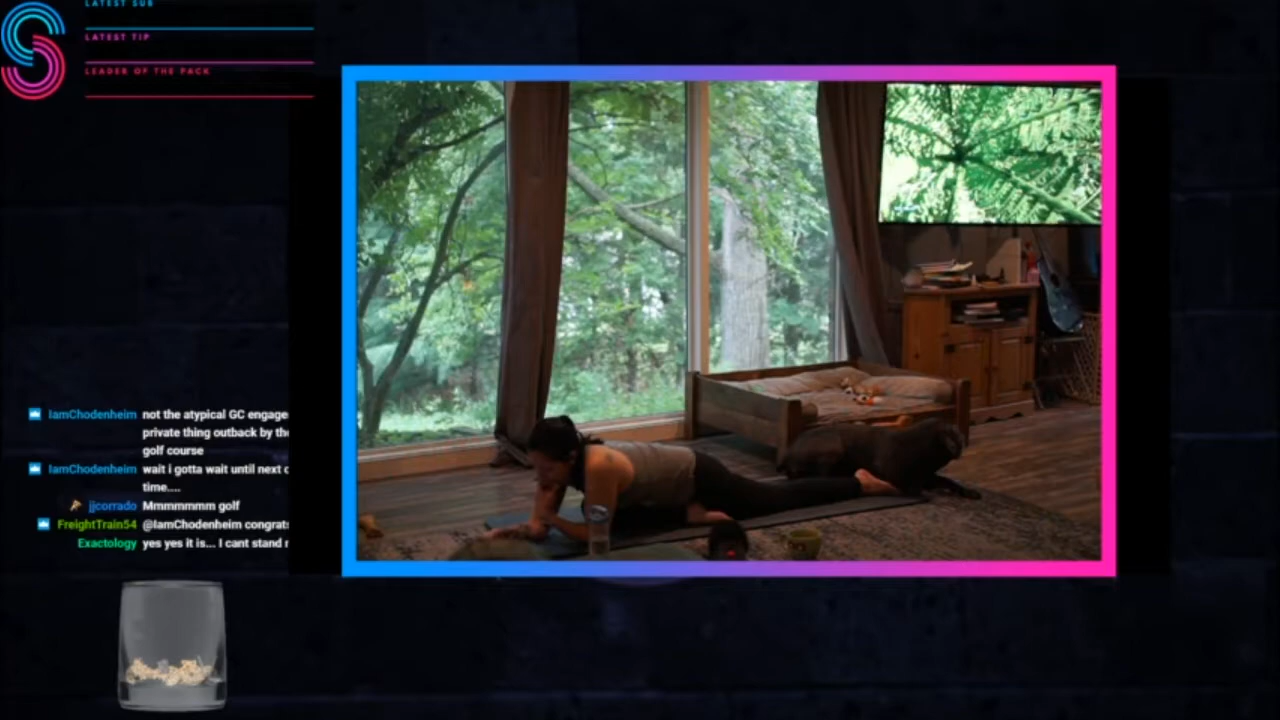 LATEST SUB
LATEST TIP
LEADER OF THE PACK
IamChodenheim not the atypical GC engage
private thing outback by the
golf course
IamChodenheim wait i gotta wait until next
time....
jjcorrado Mmmmmmm golf
FreightTrain54 @IamChodenheim congrats
Exactology yes yes it is... I cant stand